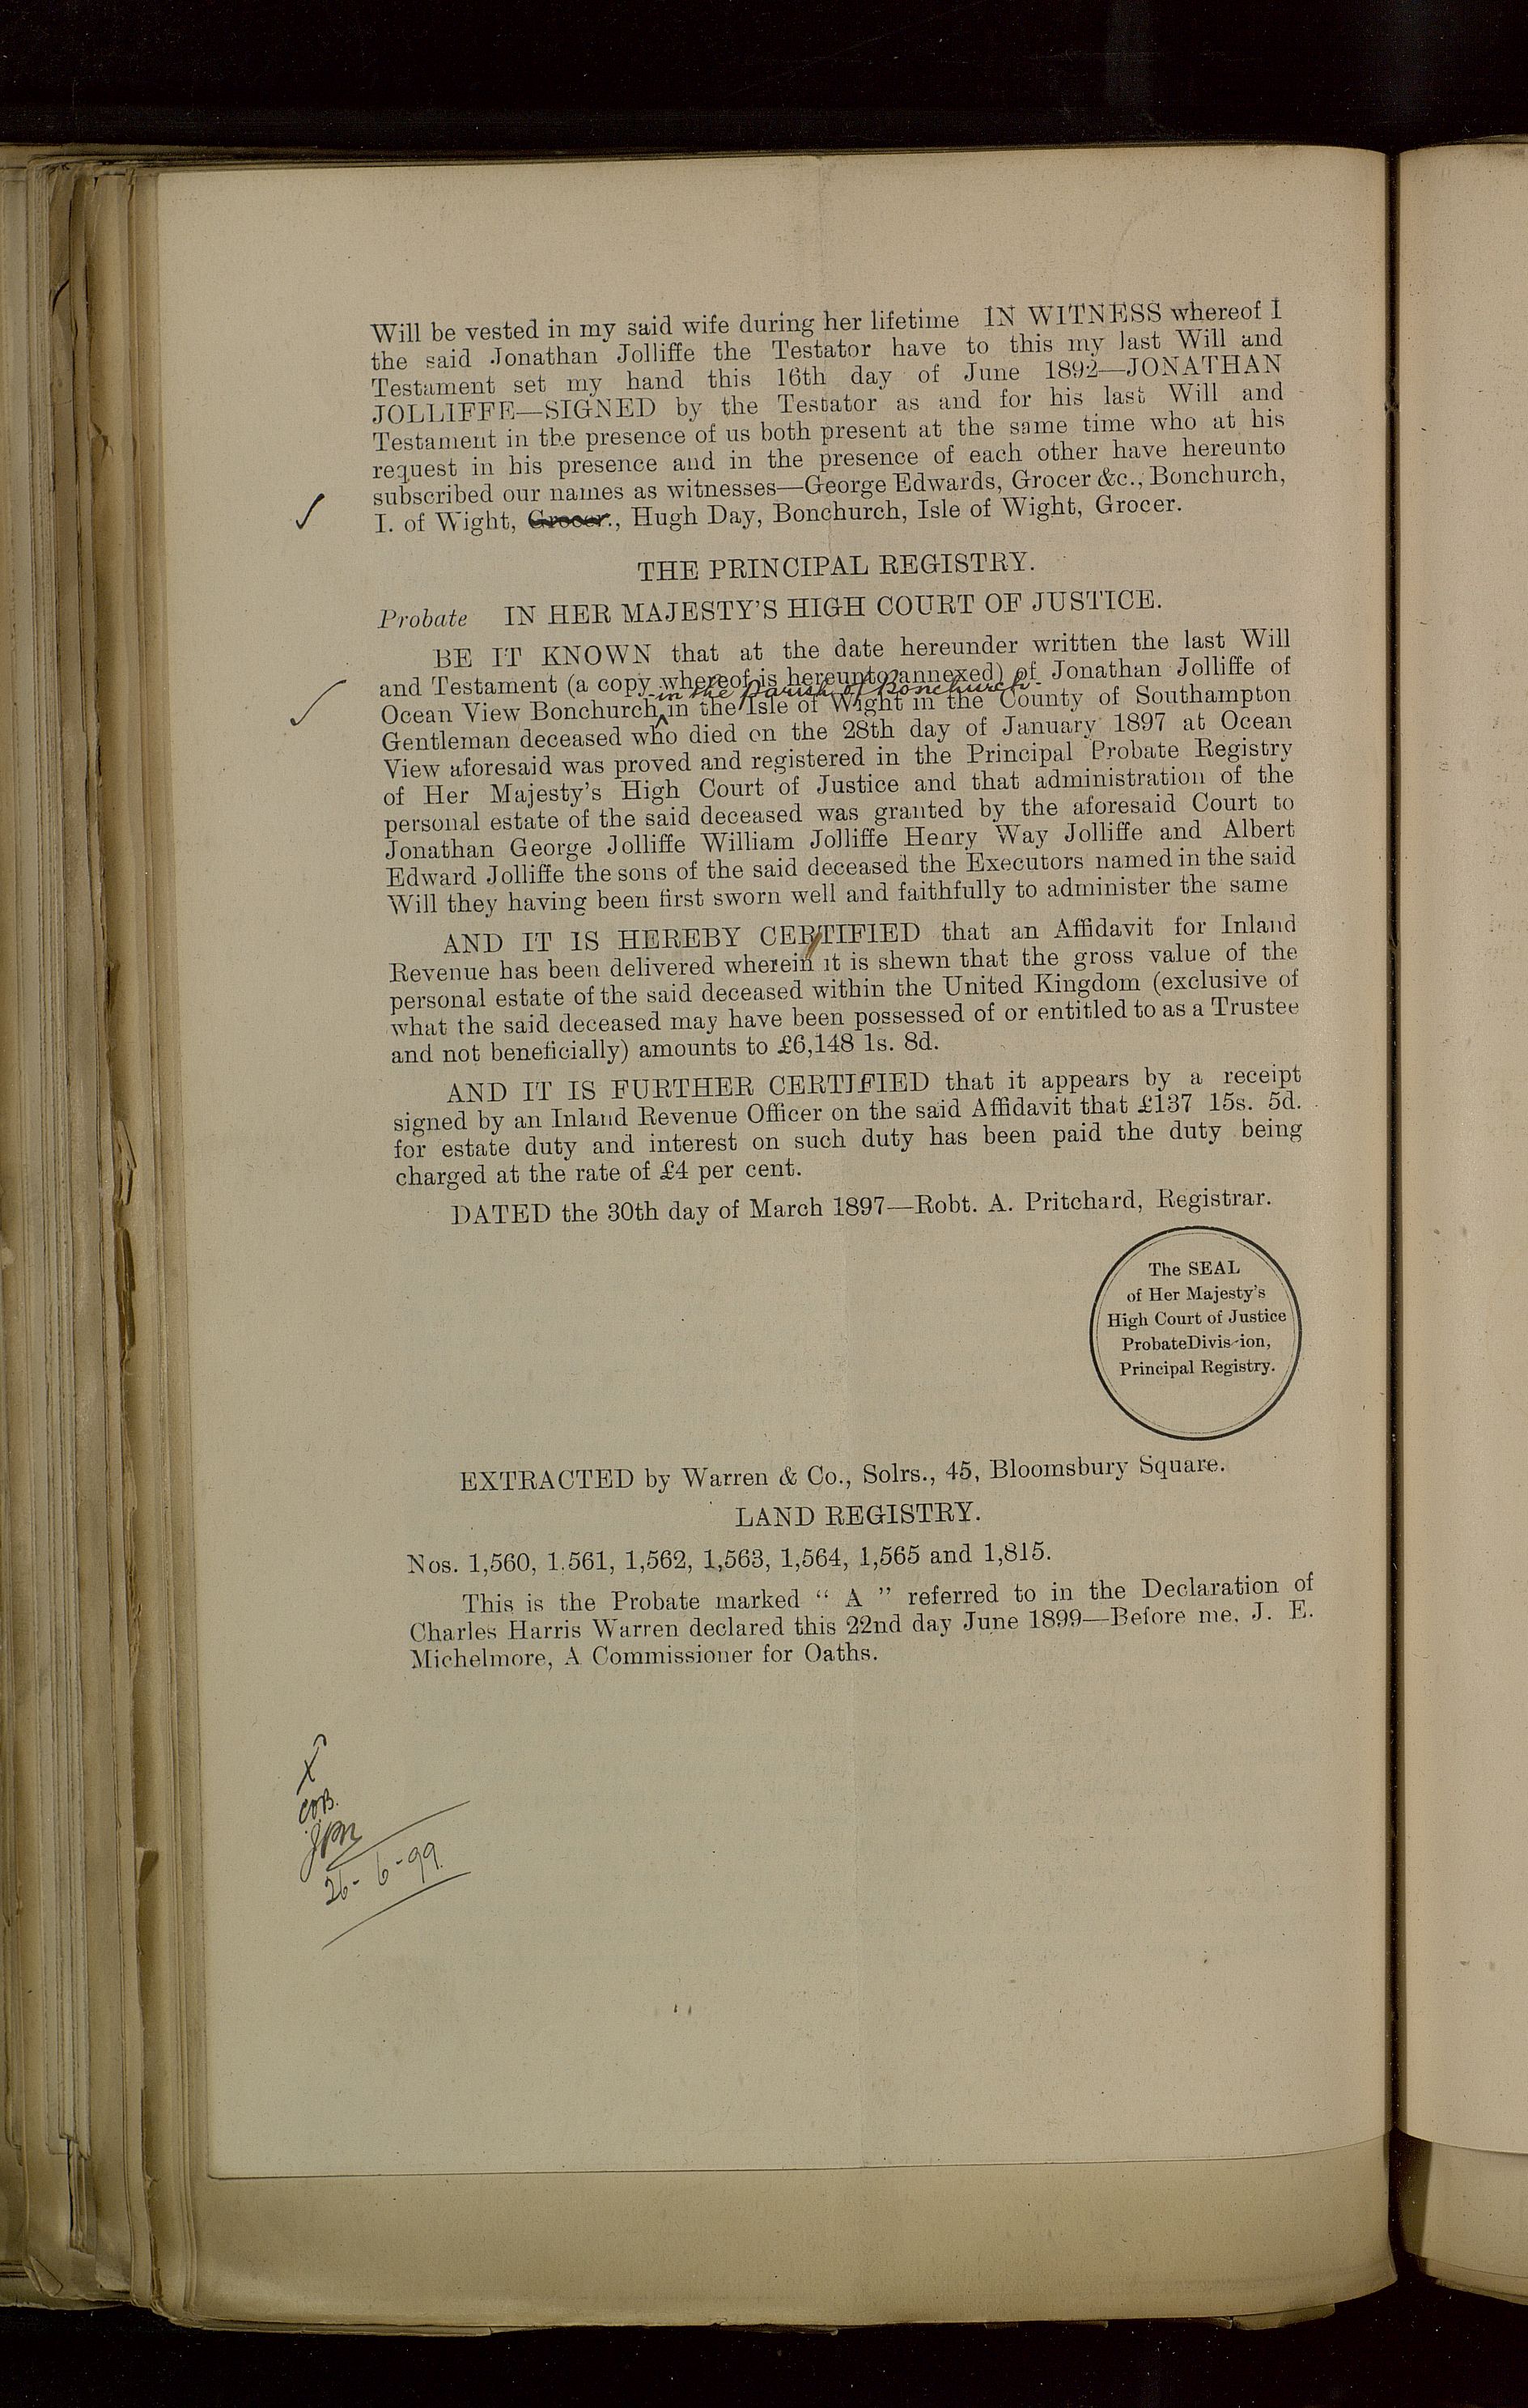 Will be vested in my said wife during her lifetime IN WITNESS whereof I
the said Jonathan Jolliffe the Testator have to this my last Will and
Testament set my hand this 16th day of June 1892—JONATHAN
JOLLIFFE—SIGNED by the Testator as and for his last Will and
Testament in the presence of us both present at the same time who at his
request in his presence and in the presence of each other have hereunto
subscribed our names as witnesses—George Edwards, Grocer &c., Bonchurch,
I. of Wight, Grocer., Hugh Day, Bonchurch, Isle of Wight, Grocer.
THE PRINCIPAL REGISTRY.
Probate IN HER MAJESTY'S HIGH COURT OF JUSTICE.
BE IT KNOWN that at the date hereunder written the last Will
and Testament (a copy whereof is hereunto annexed) of Jonathan Jolliffe of
in the Parish of Bonchurch
Ocean View Bonchurch in the Isle of Wight in the County of Southampton
Gentleman deceased who died on the 28th day of January 1897 at Ocean
View aforesaid was proved and registered in the Principal Probate Registry
of Her Majesty's High Court of Justice and that administration of the
personal estate of the said deceased was granted by the aforesaid Court to
Jonathan George Jolliffe William Jolliffe Henry Way Jolliffe and Albert
Edward Jolliffe the sons of the said deceased the Executors named in the said
Will they having been first sworn well and faithfully to administer the same
AND IT IS HEREBY CERTIFIED that an Affidavit for Inland
Revenue has been delivered wherein it is shewn that the gross value of the
personal estate of the said deceased within the United Kingdom (exclusive of
what the said deceased may have been possessed of or entitled to as a Trustee
and not beneficially) amounts to £6,148 1s. 8d.
AND IT IS FURTHER CERTIFIED that it appears by a receipt
signed by an Inland Revenue Officer on the said Affidavit that £137 15s. 5d.
for estate duty and interest on such duty has been paid the duty being
charged at the rate of £4 per cent.
DATED the 30th day of March 1897—Robt. A. Pritchard, Registrar.
The SEAL
of Her Majesty's
High Court of Justice
ProbateDivis-ion,
Principal Registry.
EXTRACTED by Warren & Co., Solrs., 45, Bloomsbury Square.
LAND REGISTRY.
Nos. 1,560, 1.561, 1,562, 1,563, 1,564, 1,565 and 1,815.
This is the Probate marked " A " referred to in the Declaration of
Charles Harris Warren declared this 22nd day June 1899—Before me, J. E.
Michelmore, A Commissioner for Oaths.
26-6-99.